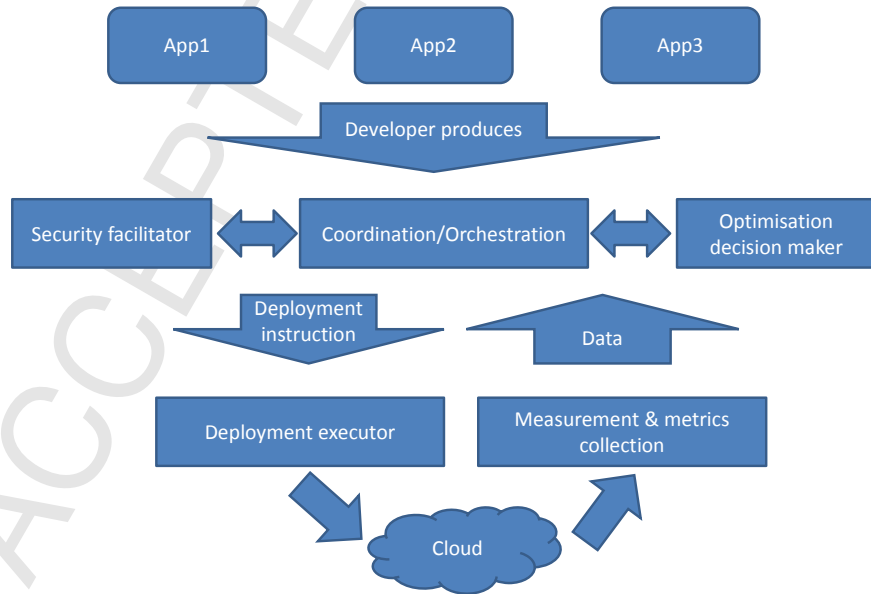 App1
App2
App3
Developer produces
Security facilitator
Coordination/Orchestration
Optimisation
decision maker
Deployment
instruction
Data
Deployment executor
Measurement & metrics
collection
Cloud
ACCEPTE